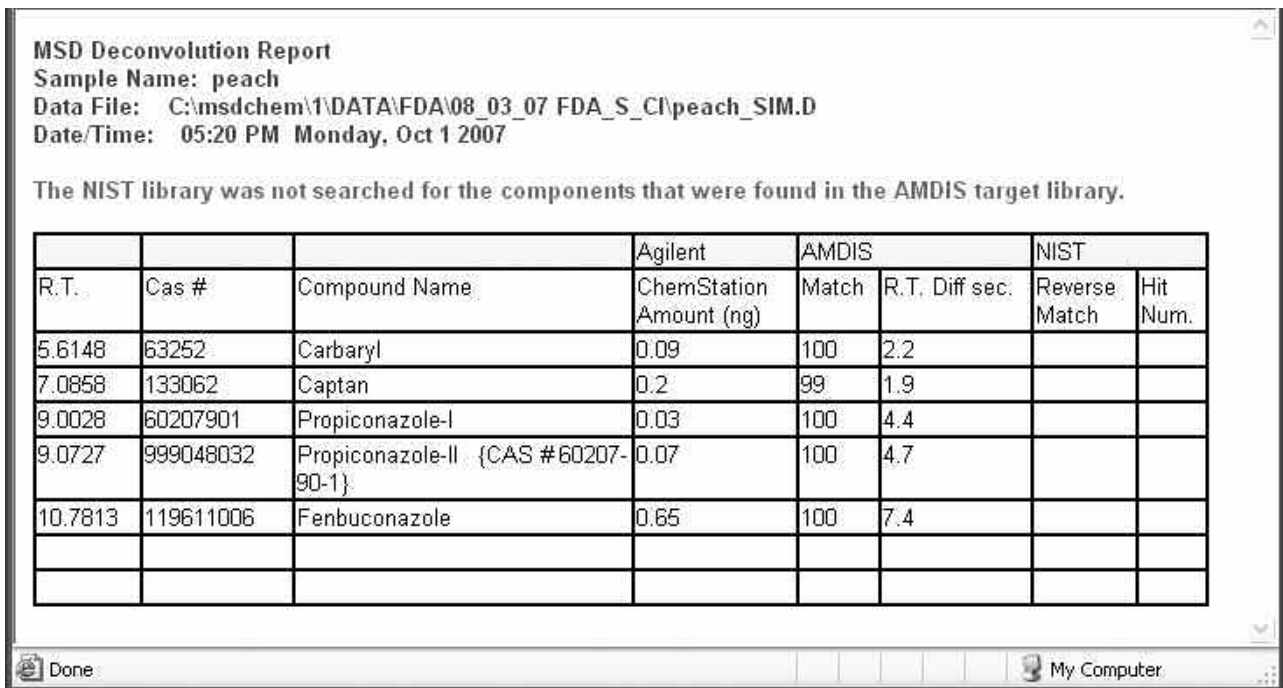 MSD Deconvolution Report
Sample Name: peach
Data File: C:\msdchem\1\DATA\FDA\08_03_07 FDA_S_CI\peach_SIM.D
Date/Time: 05:20 PM Monday, Oct 1 2007
The NIST library was not searched for the components that were found in the AMDIS target library.
Agilent AMDIS NIST
R.T. Cas # Compound Name ChemStation Amount (ng) Match R.T. Diff sec. Reverse Match Hit Num.
5.6148 63252 Carbaryl 0.09 100 2.2
7.0858 133062 Captan 0.2 99 1.9
9.0028 60207901 Propiconazole-I 0.03 100 4.4
9.0727 999048032 Propiconazole-II {CAS #60207-90-1} 0.07 100 4.7
10.7813 119611006 Fenbuconazole 0.65 100 7.4
Done My Computer